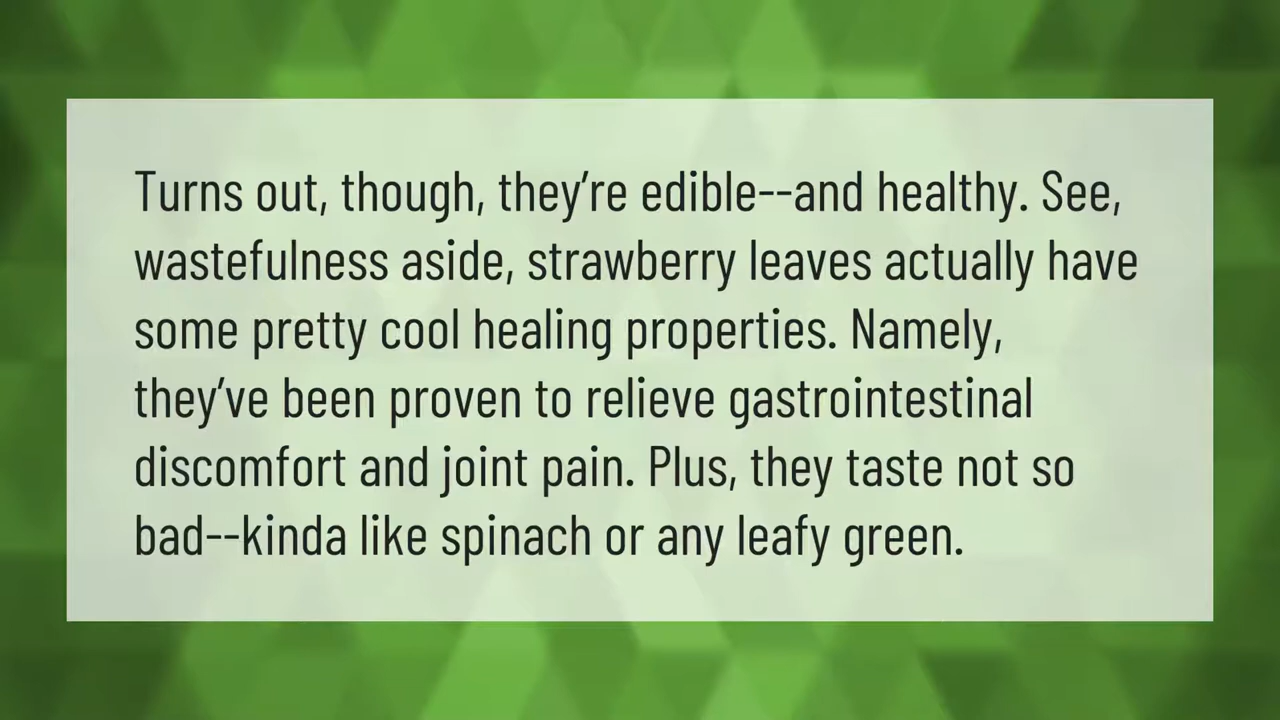 Turns out, though, they’re edible--and healthy. See,
wastefulness aside, strawberry leaves actually have
some pretty cool healing properties. Namely,
they’ve been proven to relieve gastrointestinal
discomfort and joint pain. Plus, they taste not so
bad--kinda like spinach or any leafy green.